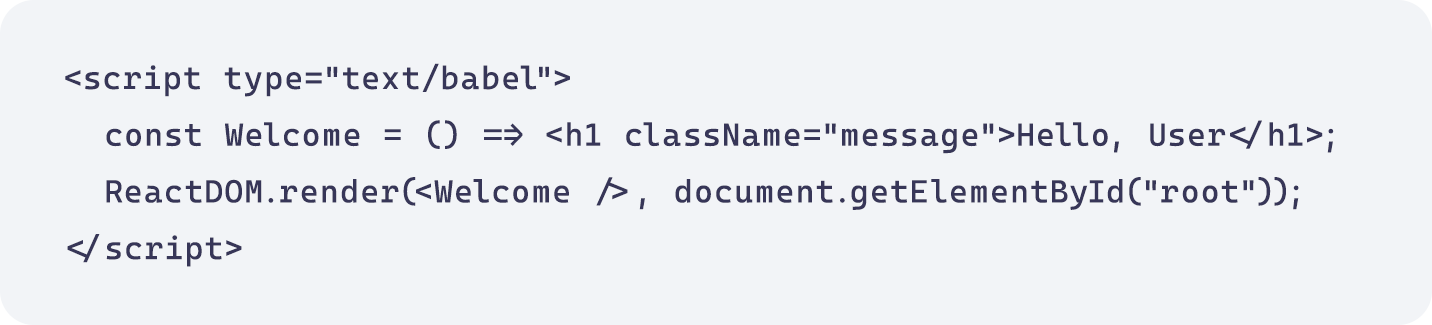 <script type="text/babel">
  const Welcome = () => <h1 className="message">Hello, User</h1>;
  ReactDOM.render(<Welcome />, document.getElementById("root"));
</script>